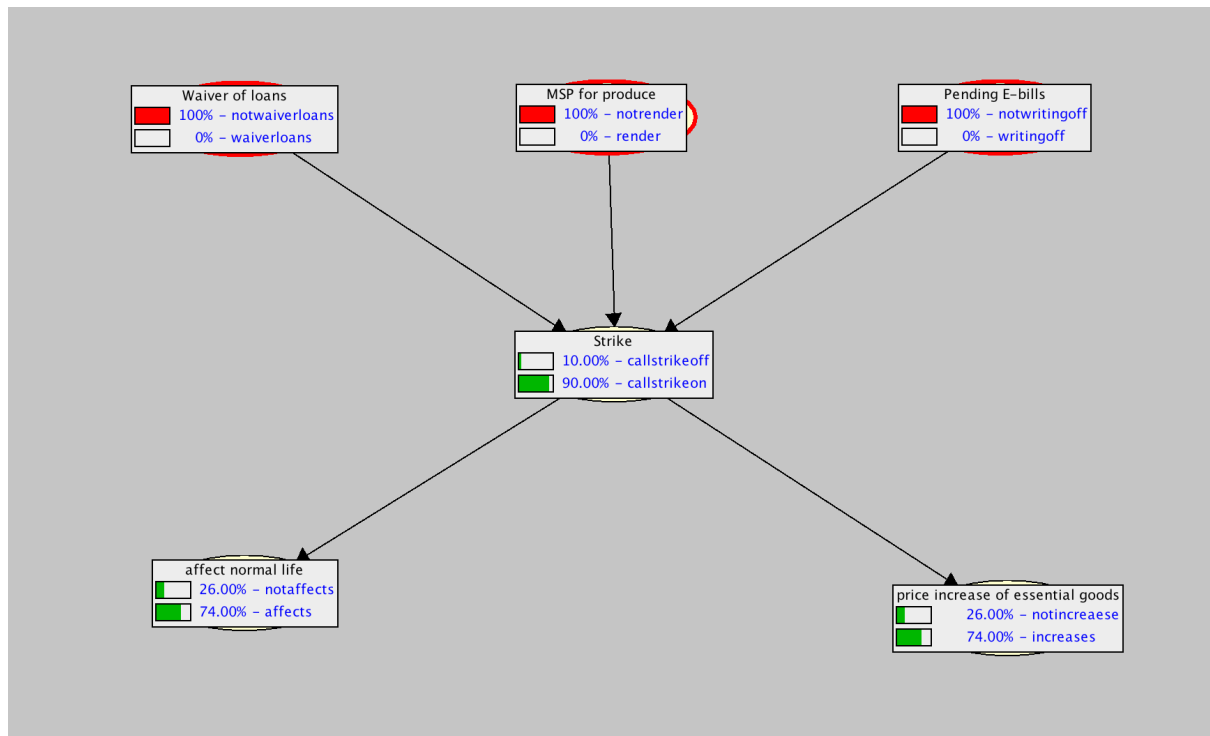 Waiver of loans
100% - notwaiverloans
0% - waiverloans
MSP for produce
100% - notrender
0% - render
Pending E-bills
100% - notwritingoff
0% - writingoff
Strike
10.00% - callstrikeoff
90.00% - callstrikeon
affect normal life
26.00% - notaffects
74.00% - affects
price increase of essential goods
26.00% - notincreaese
74.00% - increases